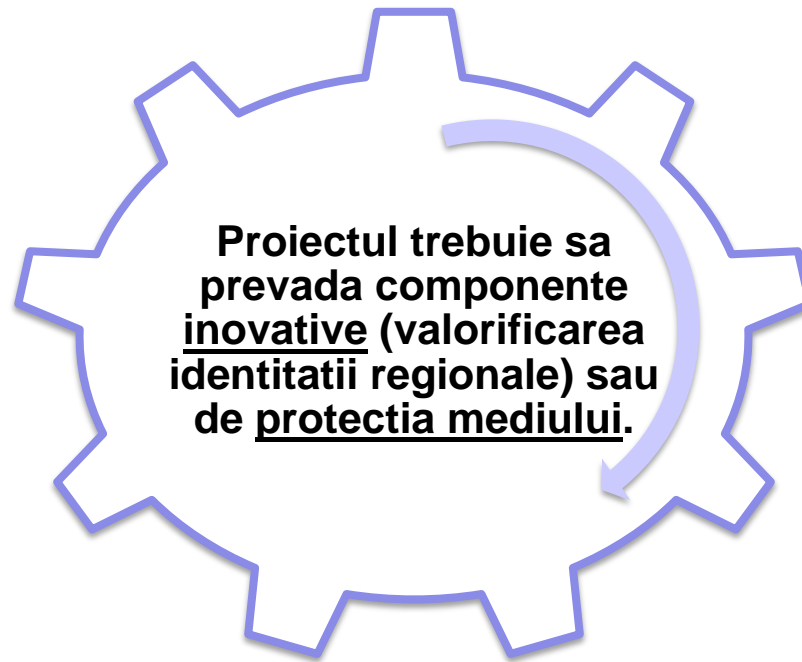 Proiectul trebuie sa
prevada componente
inovative (valorificarea
identitatii regionale) sau
de protectia mediului.